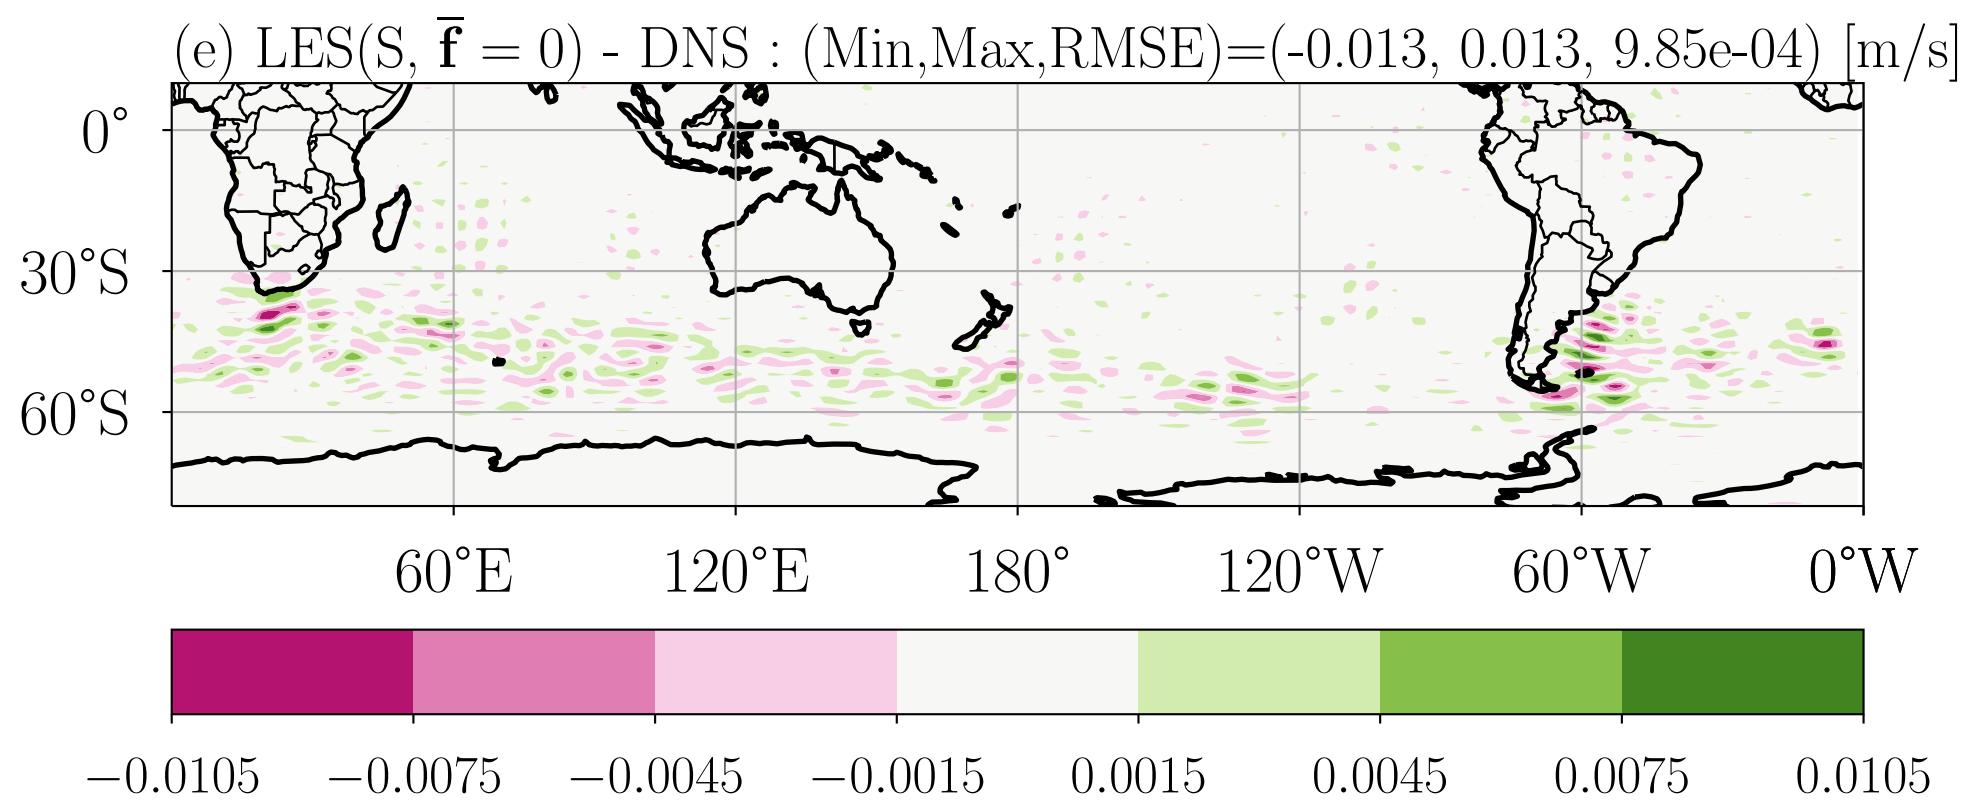 (e) LES(S, f̅ = 0) - DNS : (Min,Max,RMSE)=(-0.013, 0.013, 9.85e-04) [m/s]
0°
30°S
60°S
60°E 120°E 180° 120°W 60°W 0°W
−0.0105 −0.0075 −0.0045 −0.0015 0.0015 0.0045 0.0075 0.0105